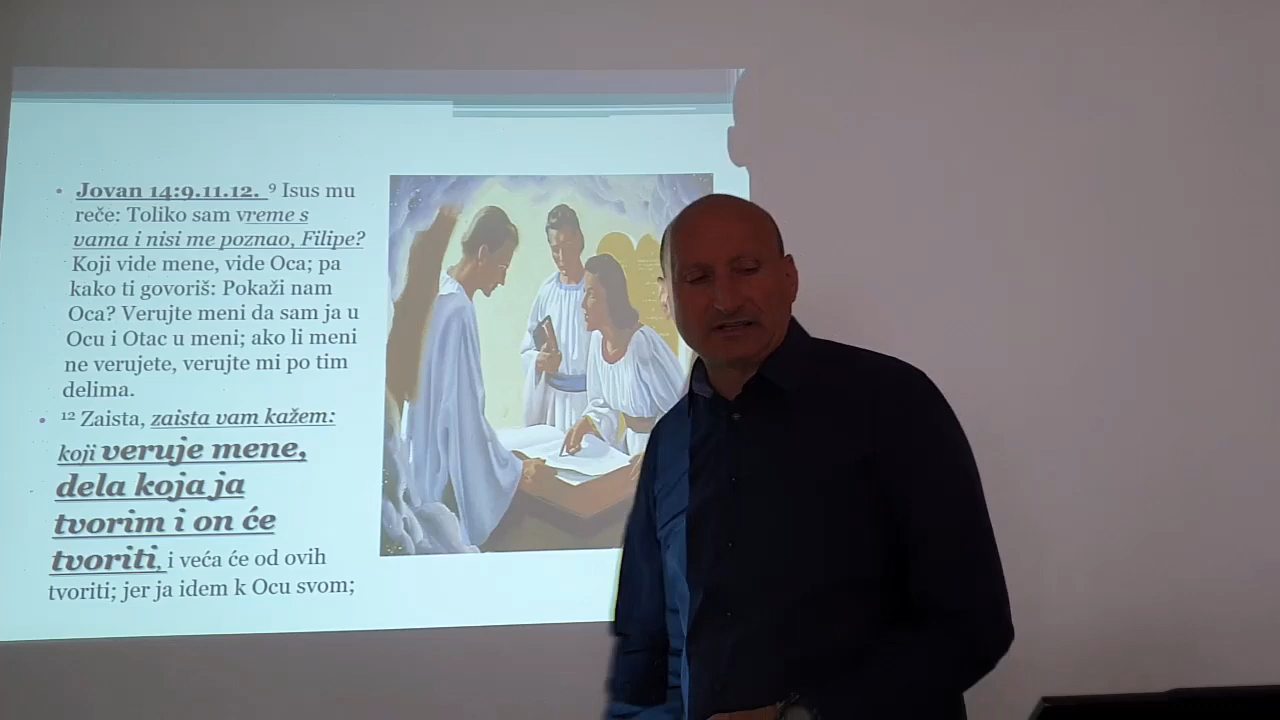 • Jovan 14:9.11.12. ⁹ Isus mu
reče: Toliko sam vreme s
vama i nisi me poznao, Filipe?
Koji vide mene, vide Oca; pa
kako ti govoriš: Pokaži nam
Oca? Verujte meni da sam ja u
Ocu i Otac u meni; ako li meni
ne verujete, verujte mi po tim
delima.
• ¹² Zaista, zaista vam kažem:
koji veruje mene,
dela koja ja
tvorim i on će
tvoriti, i veća će od ovih
tvoriti; jer ja idem k Ocu svom;